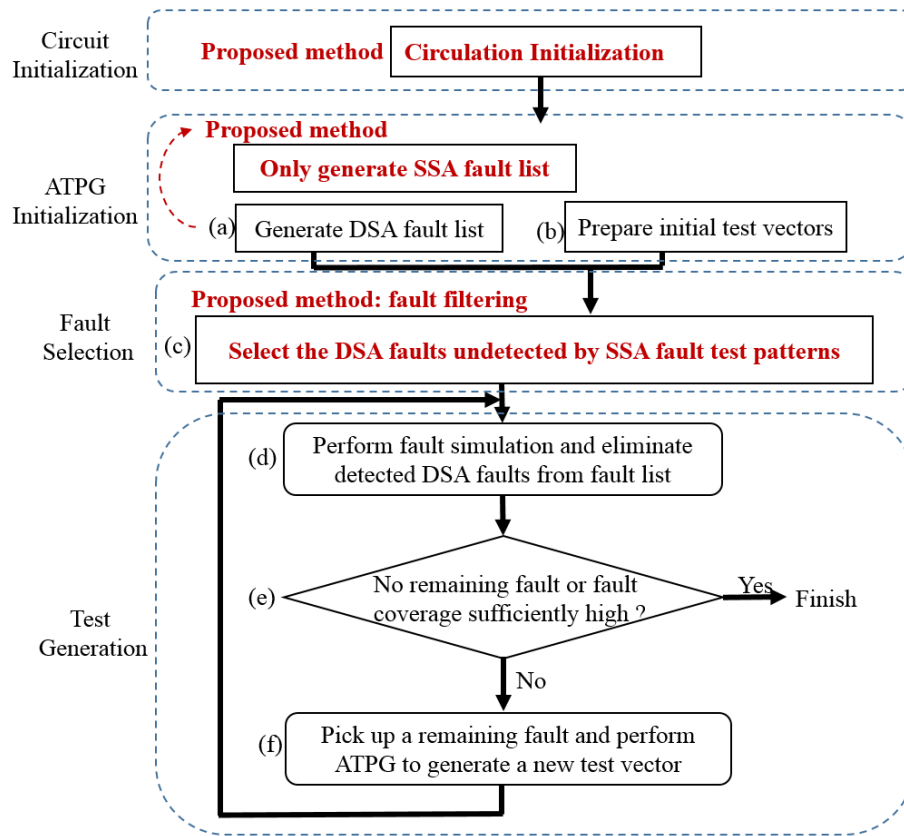 Circuit
Initialization
Proposed method
Circulation Initialization
ATPG
Initialization
Proposed method
Only generate SSA fault list
(a)
Generate DSA fault list
(b)
Prepare initial test vectors
Fault
Selection
Proposed method: fault filtering
(c)
Select the DSA faults undetected by SSA fault test patterns
Test
Generation
(d)
Perform fault simulation and eliminate
detected DSA faults from fault list
(e)
No remaining fault or fault
coverage sufficiently high ?
Yes
Finish
No
(f)
Pick up a remaining fault and perform
ATPG to generate a new test vector